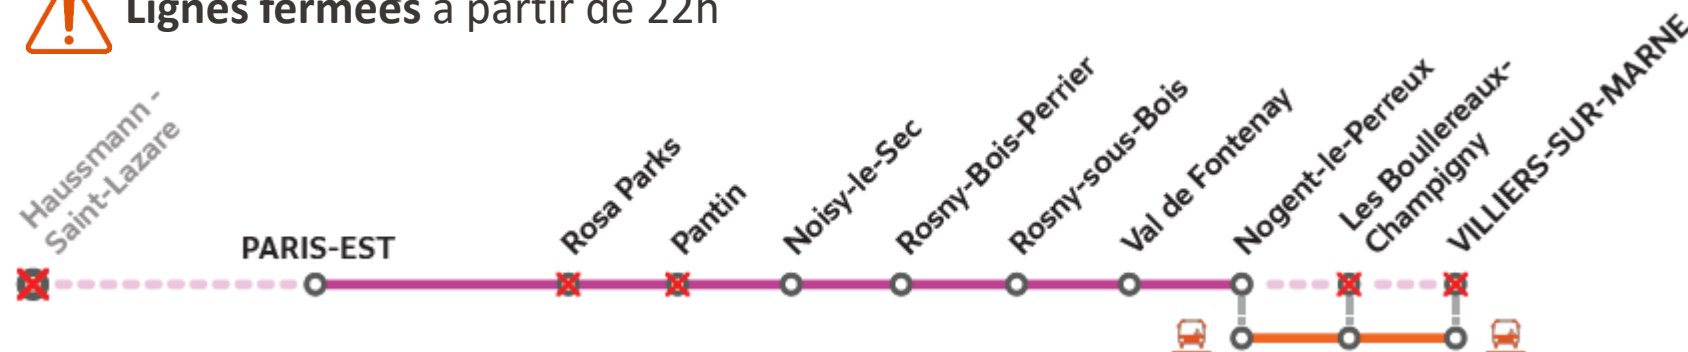 Lignes fermées à partir de 22h
Haussmann -
Saint-Lazare
PARIS-EST
Rosa Parks
Pantin
Noisy-le-Sec
Rosny-Bois-Perrier
Rosny-sous-Bois
Val de Fontenay
Nogent-le-Perreux
Les Boullereaux-
Champigny
VILLIERS-SUR-MARNE